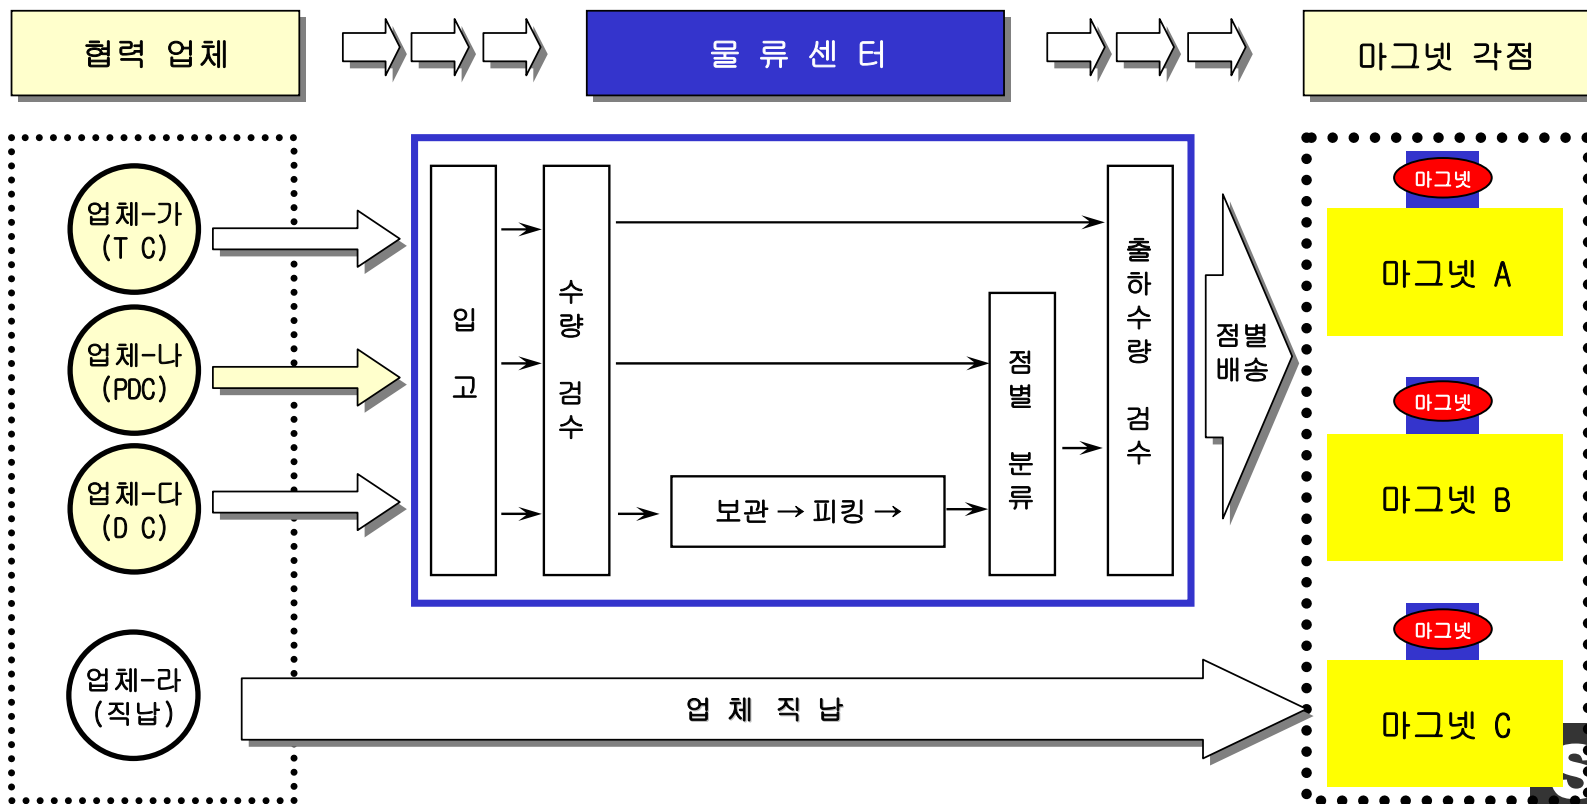 협력 업체
물 류 센 터
마그넷 각점
업체-가
(T C)
업체-나
(PDC)
업체-다
(D C)
업체-라
(직납)
입 고
수량 검수
보관 → 피킹 →
점별 분류
출하수량 검수
점별
배송
업 체 직 납
마그넷
마그넷 A
마그넷
마그넷 B
마그넷
마그넷 C